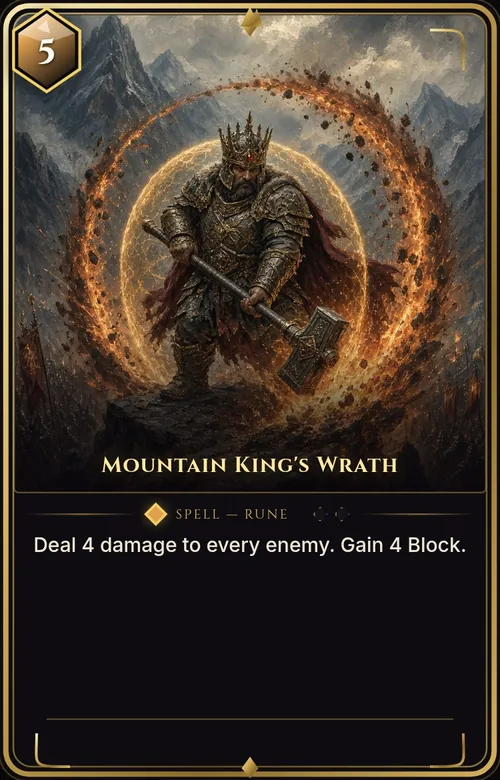 5
Mountain King's Wrath
Spell — Rune
Deal 4 damage to every enemy. Gain 4 Block.